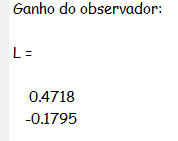 Ganho do observador:
L =
0.4718
-0.1795